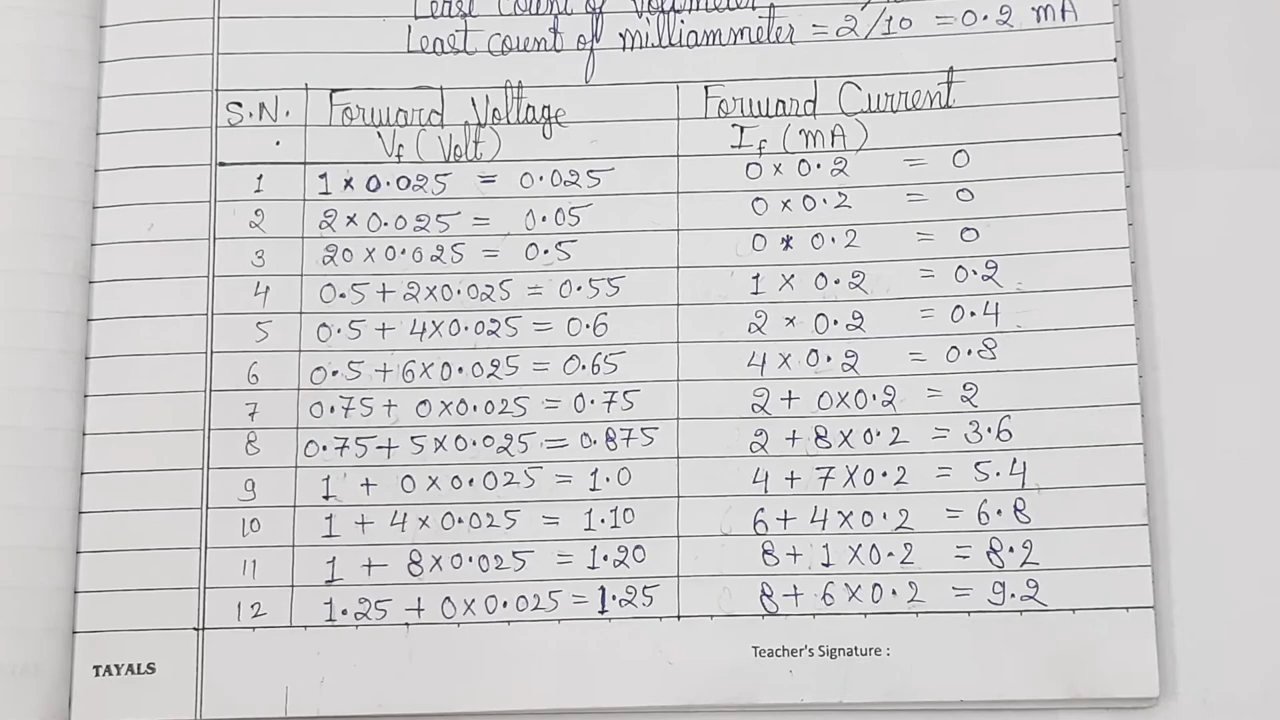 Least count of voltmeter
Least count of milliammeter = 2/10 = 0.2 mA
S.N. Forward Voltage Vf (Volt) Forward Current If (mA)
1 1 × 0.025 = 0.025 0 × 0.2 = 0
2 2 × 0.025 = 0.05 0 × 0.2 = 0
3 20 × 0.025 = 0.5 0 × 0.2 = 0
4 0.5 + 2×0.025 = 0.55 1 × 0.2 = 0.2
5 0.5 + 4×0.025 = 0.6 2 × 0.2 = 0.4
6 0.5 + 6×0.025 = 0.65 4 × 0.2 = 0.8
7 0.75 + 0×0.025 = 0.75 2 + 0×0.2 = 2
8 0.75 + 5×0.025 = 0.875 2 + 8×0.2 = 3.6
9 1 + 0×0.025 = 1.0 4 + 7×0.2 = 5.4
10 1 + 4×0.025 = 1.10 6 + 4×0.2 = 6.8
11 1 + 8×0.025 = 1.20 8 + 1×0.2 = 8.2
12 1.25 + 0×0.025 = 1.25 8 + 6×0.2 = 9.2
Teacher's Signature :
TAYALS